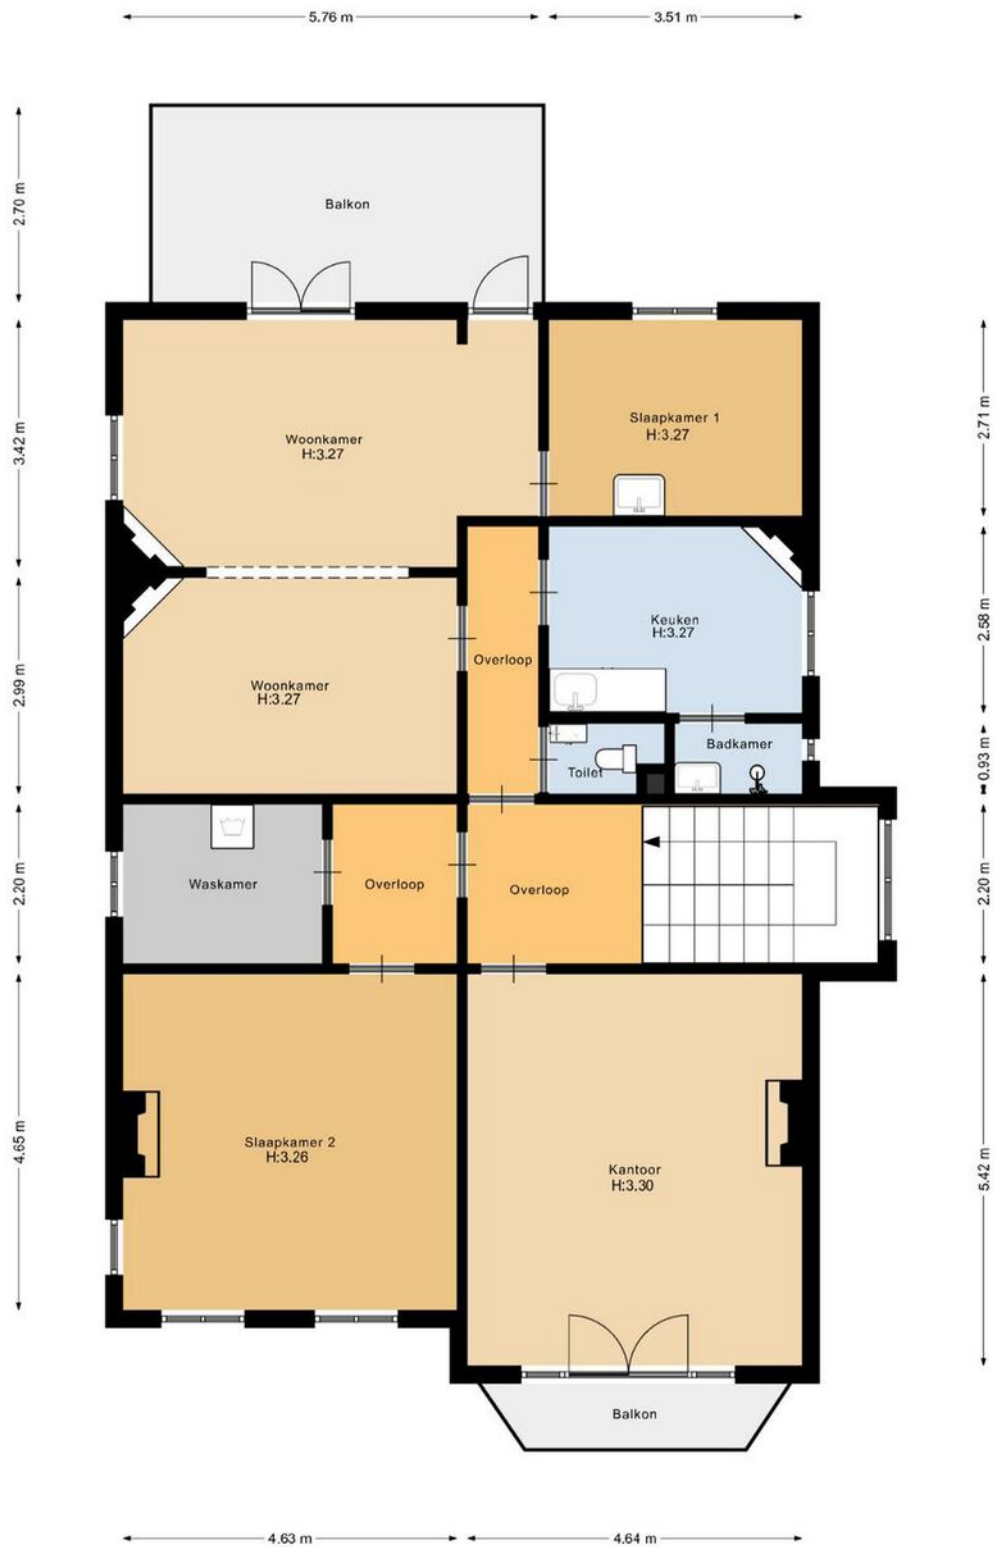 5.76 m
3.51 m
2.70 m
Balkon
3.42 m
Woonkamer
H:3.27
Slaapkamer 1
H:3.27
2.71 m
2.99 m
Woonkamer
H:3.27
Overloop
Keuken
H:3.27
2.58 m
Toilet
Badkamer
0.93 m
2.20 m
Waskamer
Overloop
Overloop
2.20 m
4.65 m
Slaapkamer 2
H:3.26
Kantoor
H:3.30
5.42 m
Balkon
4.63 m
4.64 m